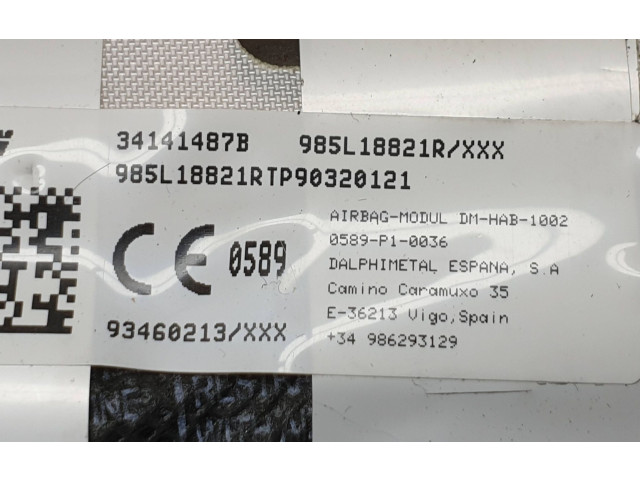 34141487B 985L18821R/XXX
985L18821RTP90320121
CE 0589
93460213/XXX
AIRBAG-MODUL DM-HAB-1002
0589-P1-0036
DALPHIMETAL ESPANA, S.A
Camino Caramuxo 35
E-36213 Vigo,Spain
+34 986293129